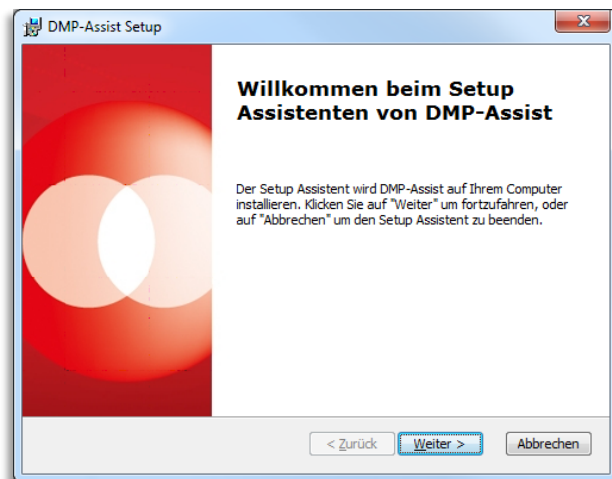 DMP-Assist Setup
Willkommen beim Setup
Assistenten von DMP-Assist
Der Setup Assistent wird DMP-Assist auf Ihrem Computer
installieren. Klicken Sie auf "Weiter" um fortzufahren, oder
auf "Abbrechen" um den Setup Assistent zu beenden.
< Zurück Weiter > Abbrechen